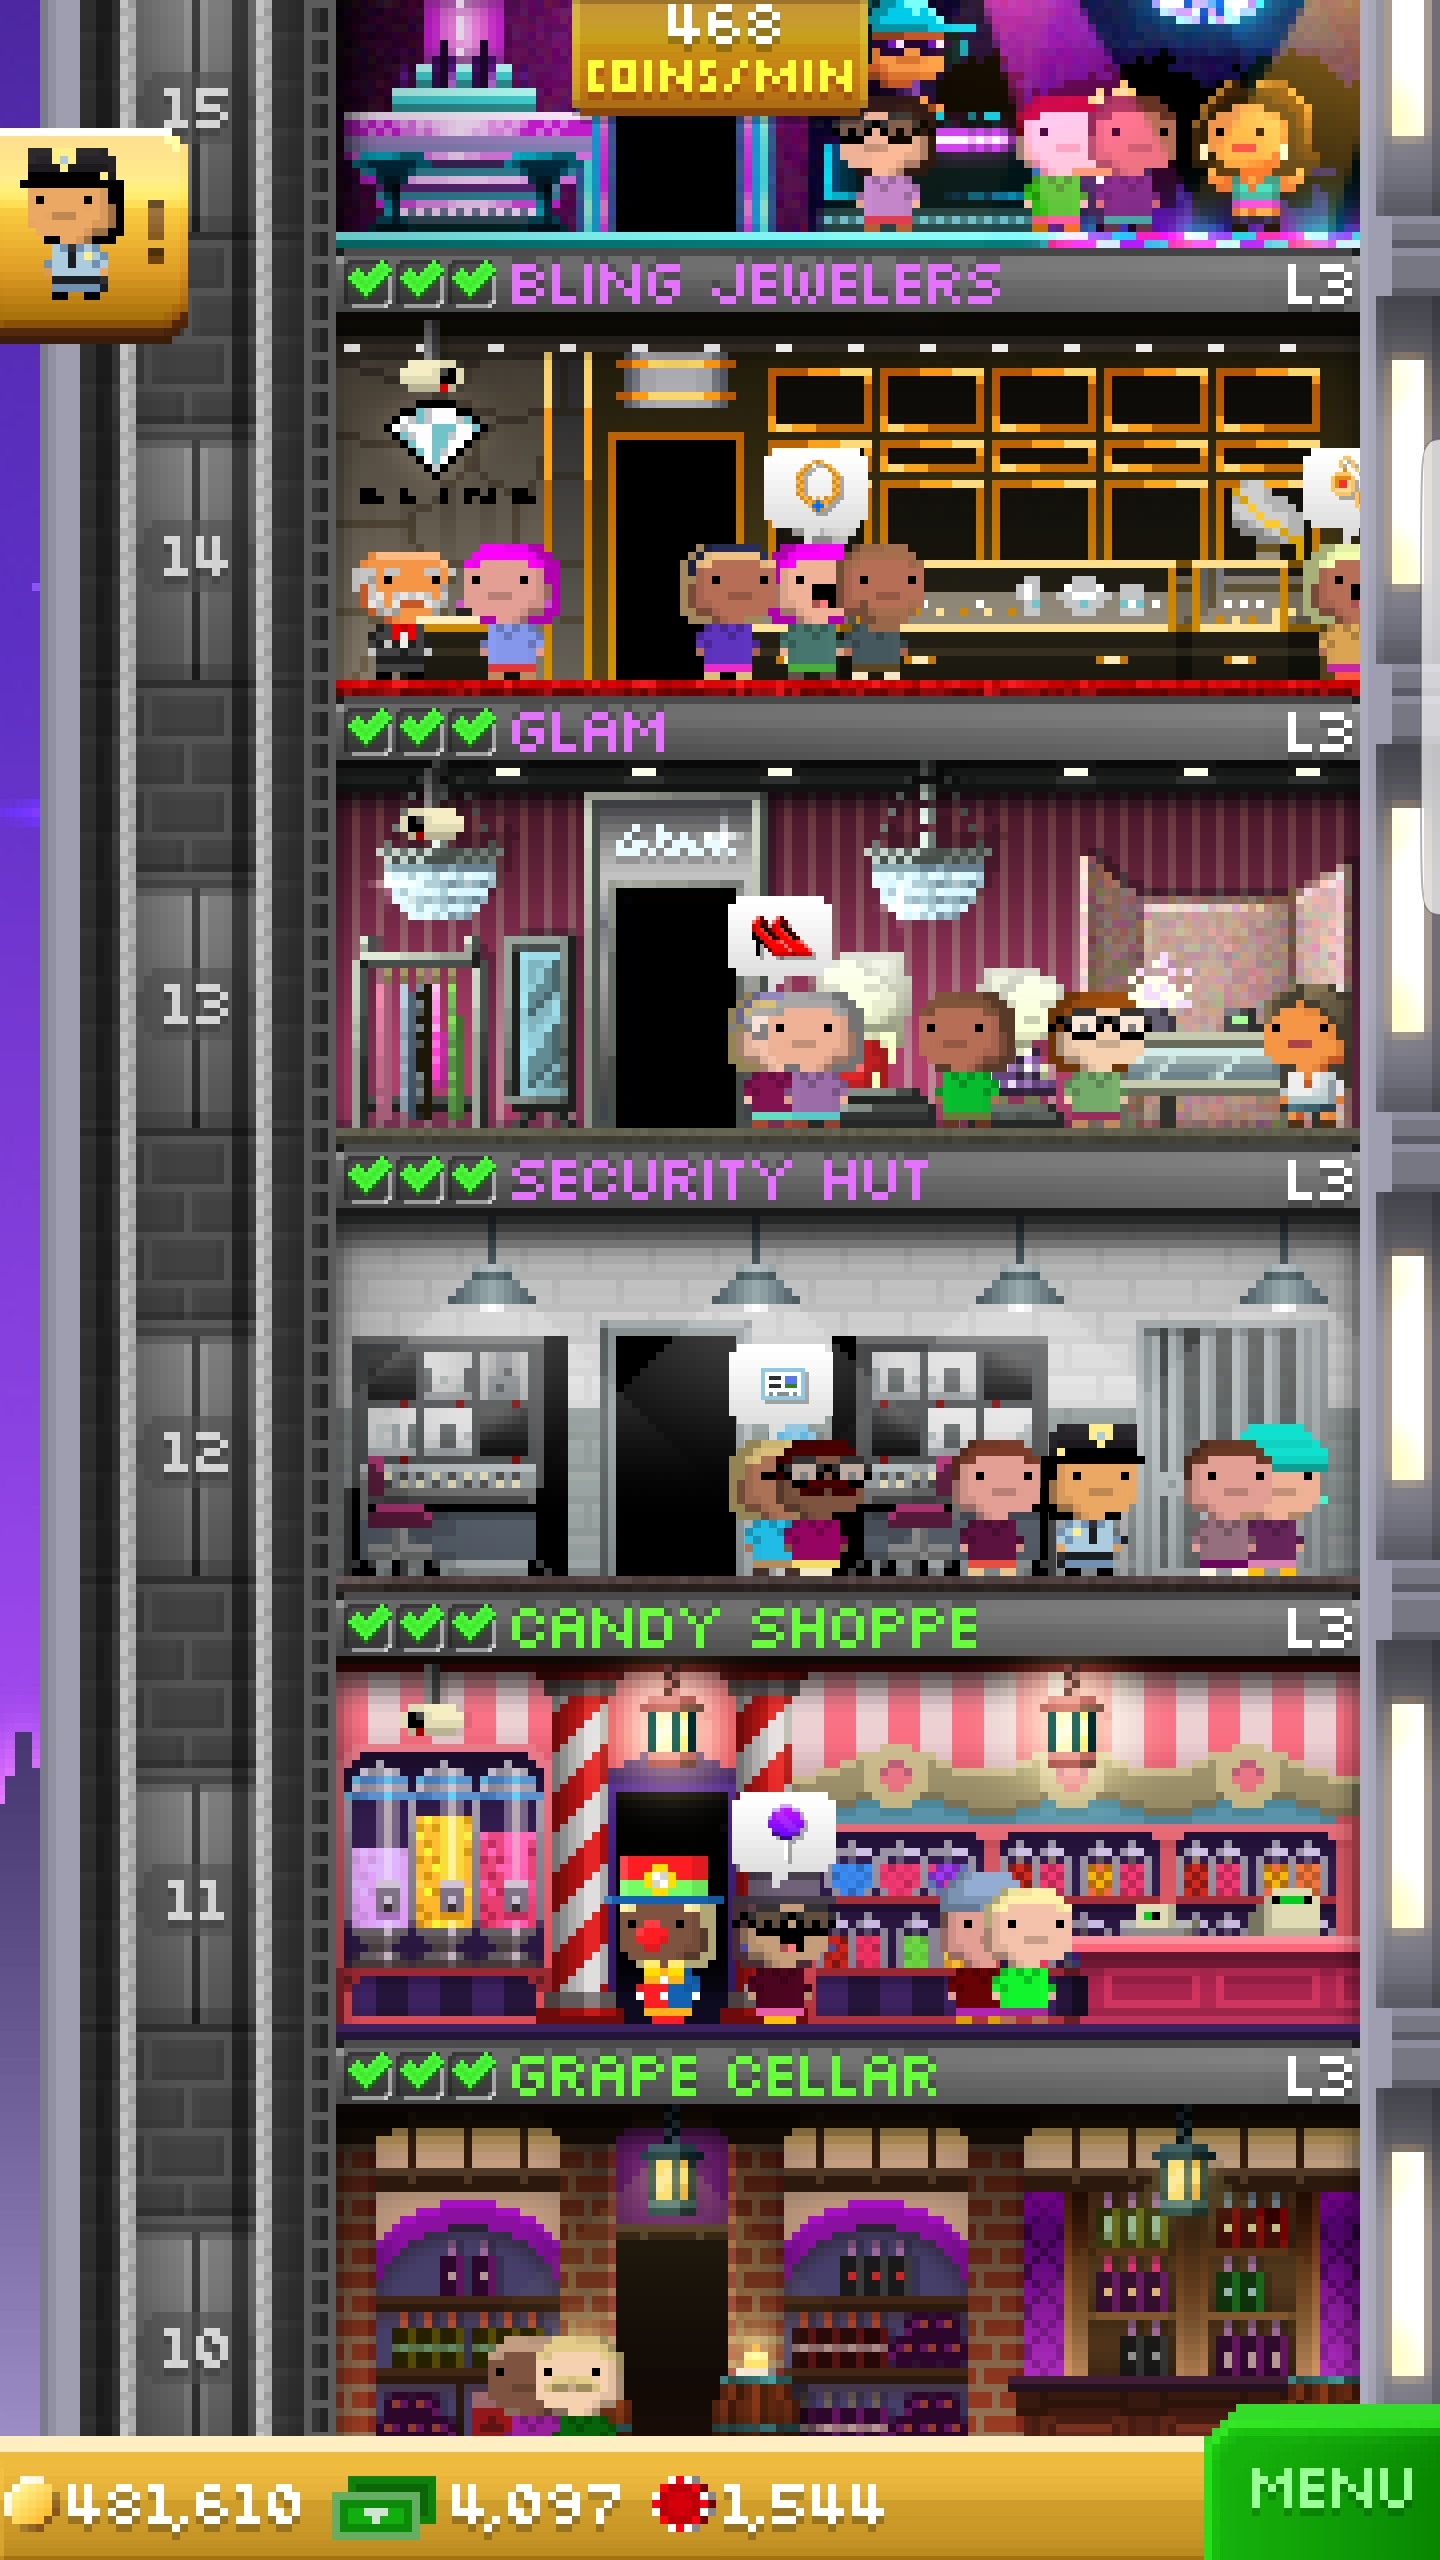 468
COINS/MIN
15
!
BLING JEWELERS
L3
BLING
14
GLAM
L3
Glam
13
SECURITY HUT
L3
12
CANDY SHOPPE
L3
11
GRAPE CELLAR
L3
10
481,610
4,097
1,544
MENU